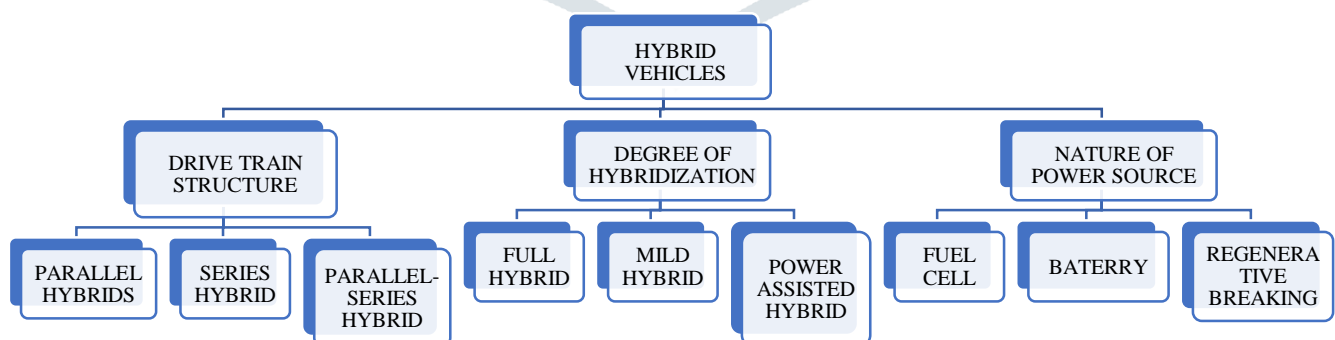 HYBRID
VEHICLES
DRIVE TRAIN
STRUCTURE
DEGREE OF
HYBRIDIZATION
NATURE OF
POWER SOURCE
PARALLEL
HYBRIDS
SERIES
HYBRID
PARALLEL-
SERIES
HYBRID
FULL
HYBRID
MILD
HYBRID
POWER
ASSISTED
HYBRID
FUEL
CELL
BATERRY
REGENERA
TIVE
BREAKING